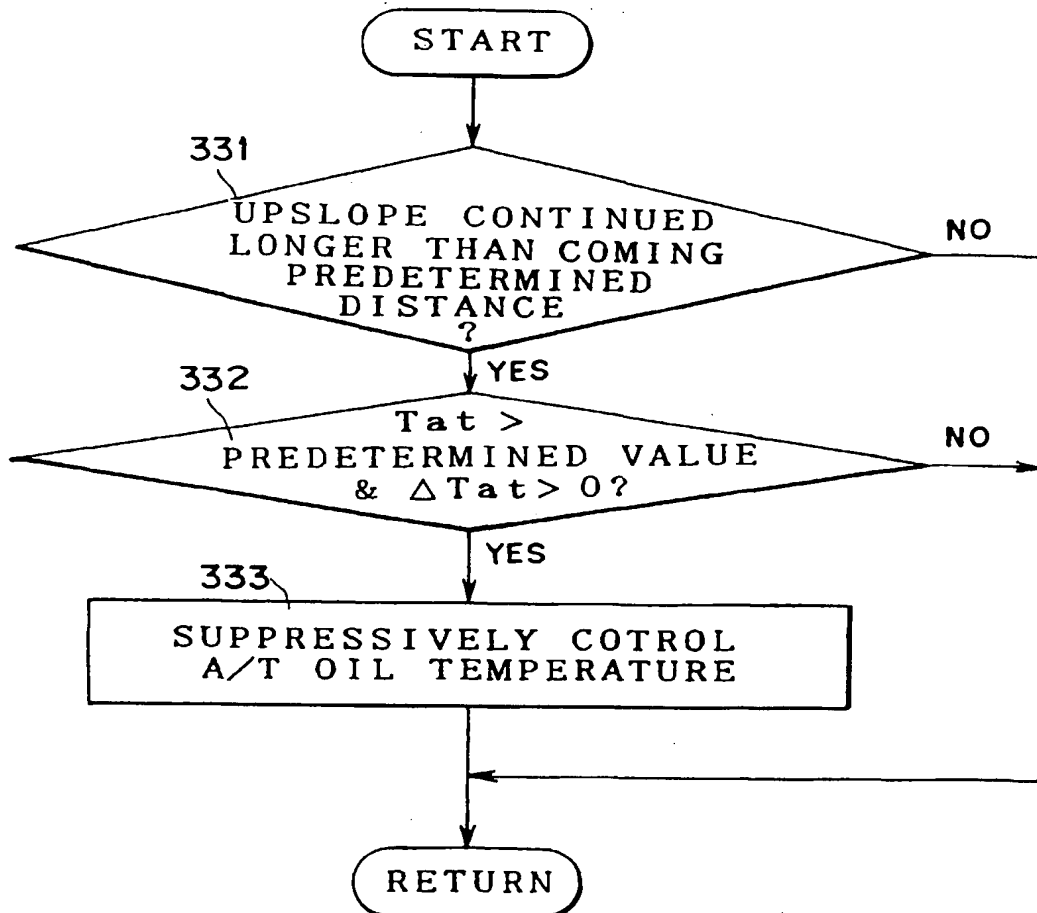 START
331
UPSLOPE CONTINUED
LONGER THAN COMING
PREDETERMINED
DISTANCE
?
NO
YES
332
Tat >
PREDETERMINED VALUE
& △Tat > 0?
NO
YES
333
SUPPRESSIVELY COTROL
A/T OIL TEMPERATURE
RETURN